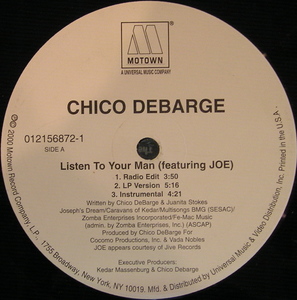 M
MOTOWN
A UNIVERSAL MUSIC COMPANY
CHICO DEBARGE
012156872-1
SIDE A
Listen To Your Man (featuring JOE)
1. Radio Edit 3:50
2. LP Version 5:16
3. Instrumental 4:21
Written by Chico DeBarge & Juanita Stokes
Joseph's Dream/Caravans of Kedar/Multisongs BMG (SESAC)/
Zomba Enterprises Incorporated/Fe-Mac Music
(admin. by Zomba Enterprises, Inc.) (ASCAP)
Produced by Chico DeBarge For
Cocomo Productions, Inc. & Vada Nobles
JOE appears courtesy of Jive Records
Executive Producers:
Kedar Massenburg & Chico Debarge
℗© 2000 Motown Record Company, L.P., 1755 Broadway, New York, NY 10019. Mfd. & Distributed by Universal Music & Video Distribution, Inc. Printed in the U.S.A.